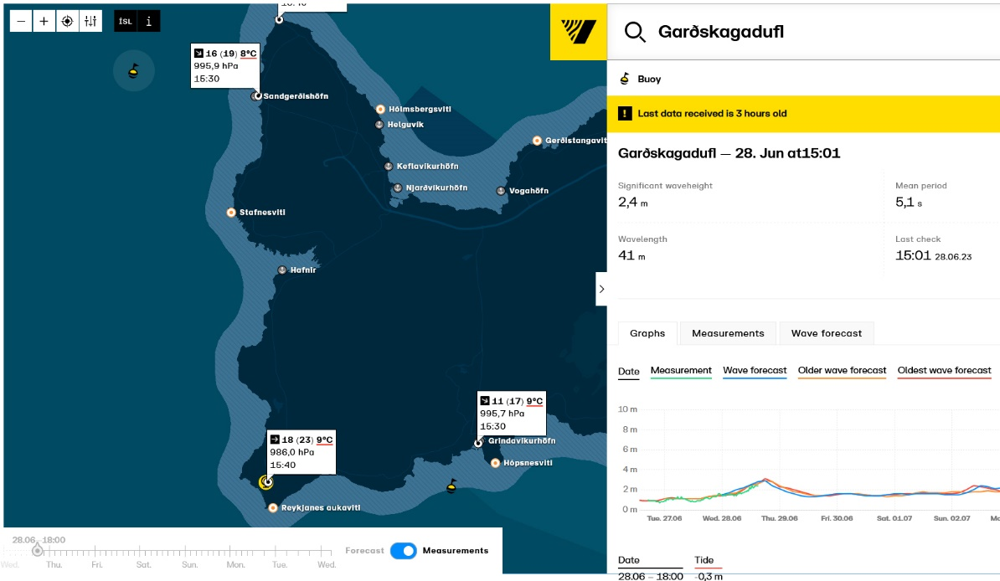 − +
ÍSL i
16 (19) 8°C
995,9 hPa
15:30
Sandgerðishöfn
Hólmsbergsviti
Helguvík
Gerðistangavit
Keflavíkurhöfn
Njarðvíkurhöfn
Vogahöfn
Stafnesviti
Hafnir
11 (17) 9°C
995,7 hPa
15:30
Grindavíkurhöfn
Hópsnesviti
18 (23) 9°C
986,0 hPa
15:40
Reykjanes aukaviti
28.06 – 18:00
Wed. Thu. Fri. Sat. Sun. Mon. Tue. Wed.
Forecast Measurements
Garðskagadufl
Buoy
! Last data received is 3 hours old
Garðskagadufl — 28. Jun at15:01
Significant waveheight Mean period
2,4 m 5,1 s
Wavelength Last check
41 m 15:01 28.06.23
Graphs Measurements Wave forecast
Date Measurement Wave forecast Older wave forecast Oldest wave forecast
10 m
8 m
6 m
4 m
2 m
0 m
Tue. 27.06 Wed. 28.06 Thu. 29.06 Fri. 30.06 Sat. 01.07 Sun. 02.07 Mo
Date Tide
28.06 – 18:00 -0,3 m